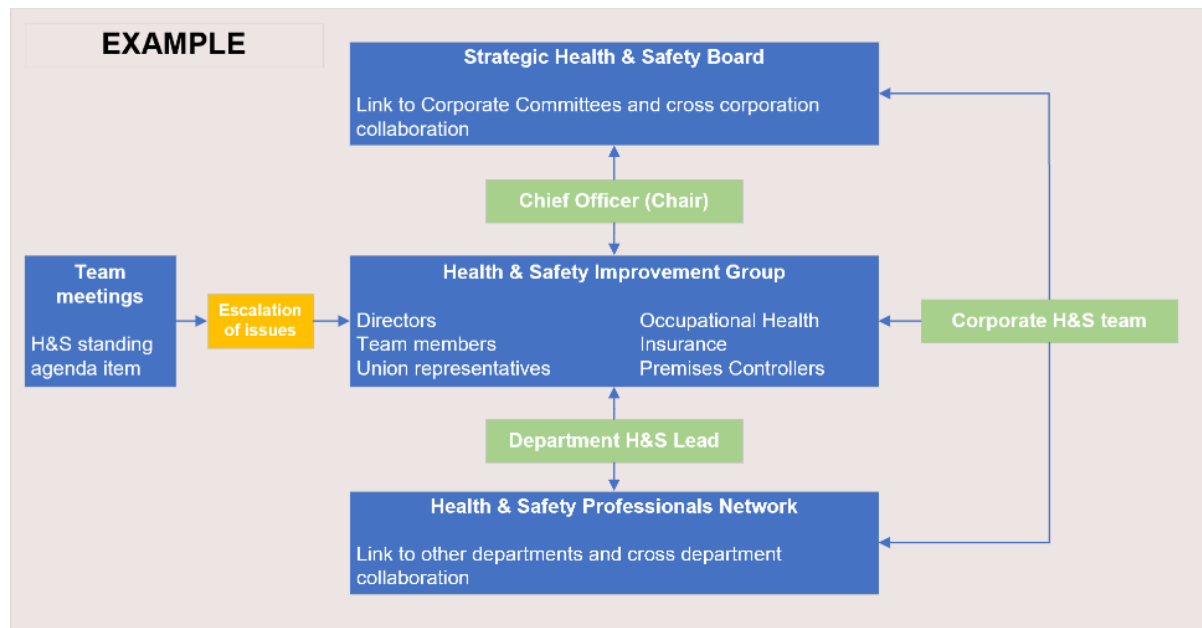 EXAMPLE
Strategic Health & Safety Board
Link to Corporate Committees and cross corporation
collaboration
Chief Officer (Chair)
Team
meetings
H&S standing
agenda item
Escalation
of issues
Health & Safety Improvement Group
Directors
Team members
Union representatives
Occupational Health
Insurance
Premises Controllers
Corporate H&S team
Department H&S Lead
Health & Safety Professionals Network
Link to other departments and cross department
collaboration